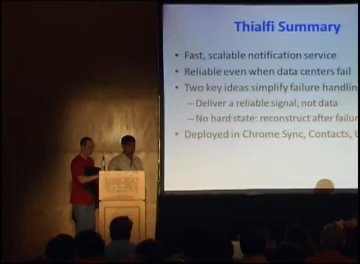 Thialfi Summary
• Fast, scalable notification service
• Reliable even when data centers fail
• Two key ideas simplify failure handlin
–Deliver a reliable signal, not data
–No hard state: reconstruct after failur
• Deployed in Chrome Sync, Contacts,